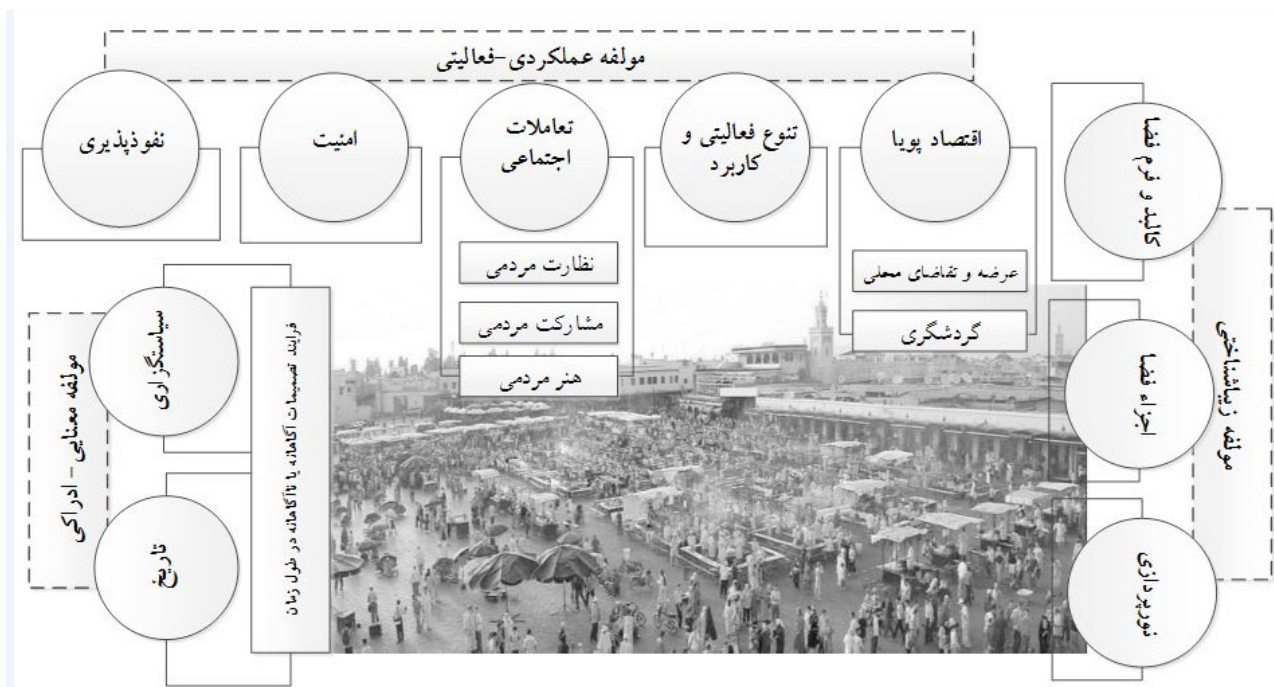 مولفه عملکردی-فعالیتی
کالبد و فرم فضا
اقتصاد پویا
تنوع فعالیتی و
کاربرد
تعاملات
اجتماعی
امنیت
نفوذپذیری
عرضه و تقاضای محلی
گردشگری
نظارت مردمی
مشارکت مردمی
هنر مردمی
مولفه زیباشناختی
اجزاء فضا
نورپردازی
فرایند تصمیمات آگاهانه یا ناآگاهانه در طول زمان
سیاستگزاری
تاریخ
مولفه معنایی - ادراکی